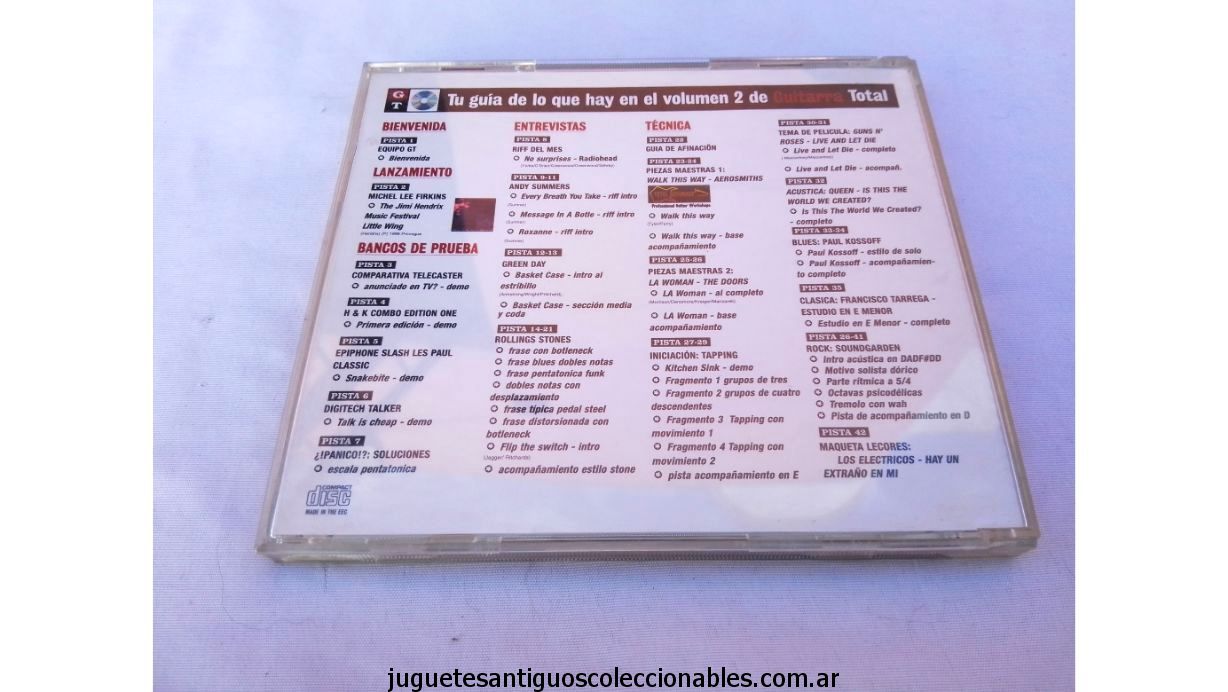 G
T
Tu guía de lo que hay en el volumen 2 de Guitarra Total
BIENVENIDA
PISTA 1
EQUIPO GT
Bienvenida
LANZAMIENTO
PISTA 2
MICHEL LEE FIRKINS
The Jimi Hendrix
Music Festival
Little Wing
BANCOS DE PRUEBA
PISTA 3
COMPARATIVA TELECASTER
anunciado en TV? - demo
PISTA 4
H & K COMBO EDITION ONE
Primera edición - demo
PISTA 5
EPIPHONE SLASH LES PAUL
CLASSIC
Snakebite - demo
PISTA 6
DIGITECH TALKER
Talk is cheap - demo
PISTA 7
¿!PANICO!?: SOLUCIONES
escala pentatonica
COMPACT
disc
MADE IN THE EEC
ENTREVISTAS
PISTA 8
RIFF DEL MES
No surprises - Radiohead
PISTA 9-11
ANDY SUMMERS
Every Breath You Take - riff intro
Message In A Botle - riff intro
Roxanne - riff intro
PISTA 12-13
GREEN DAY
Basket Case - intro al
estribillo
Basket Case - sección media
y coda
PISTA 14-21
ROLLINGS STONES
frase con botleneck
frase blues dobles notas
frase pentatonica funk
dobles notas con
desplazamiento
frase típica pedal steel
frase distorsionada con
botleneck
Flip the switch - intro
(Jagger/ Richards)
acompañamiento estilo stone
TÉCNICA
PISTA 22
GUIA DE AFINACIÓN
PISTA 23-24
PIEZAS MAESTRAS 1:
WALK THIS WAY - AEROSMITHS
Walk this way
Walk this way - base
acompañamiento
PISTA 25-26
PIEZAS MAESTRAS 2:
LA WOMAN - THE DOORS
LA Woman - al completo
LA Woman - base
acompañamiento
PISTA 27-29
INICIACIÓN: TAPPING
Kitchen Sink - demo
Fragmento 1 grupos de tres
Fragmento 2 grupos de cuatro
descendentes
Fragmento 3 Tapping con
movimiento 1
Fragmento 4 Tapping con
movimiento 2
pista acompañamiento en E
PISTA 30-31
TEMA DE PELICULA: GUNS N'
ROSES - LIVE AND LET DIE
Live and Let Die - completo
Live and Let Die - acompañ.
PISTA 32
ACUSTICA: QUEEN - IS THIS THE
WORLD WE CREATED?
Is This The World We Created?
- completo
PISTA 33-34
BLUES: PAUL KOSSOFF
Paul Kossoff - estilo de solo
Paul Kossoff - acompañamien-
to completo
PISTA 35
CLASICA: FRANCISCO TARREGA -
ESTUDIO EN E MENOR
Estudio en E Menor - completo
PISTA 26-41
ROCK: SOUNDGARDEN
Intro acústica en DADF#DD
Motivo solista dórico
Parte rítmica a 5/4
Octavas psicodélicas
Tremolo con wah
Pista de acompañamiento en D
PISTA 42
MAQUETA LECORES:
LOS ELECTRICOS - HAY UN
EXTRAÑO EN MI
juguetesantiguoscoleccionables.com.ar